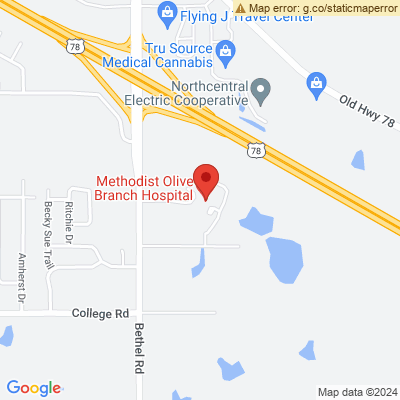 Map error: g.co/staticmaperror
Flying J Travel Center
78
Tru Source
Medical Cannabis
Northcentral
Electric Cooperative
Old Hwy 78
78
Methodist Olive
Branch Hospital
78
Ritchie Dr
Becky Sue Trail
Amherst Dr
College Rd
Bethel Rd
Google
Map data ©2024